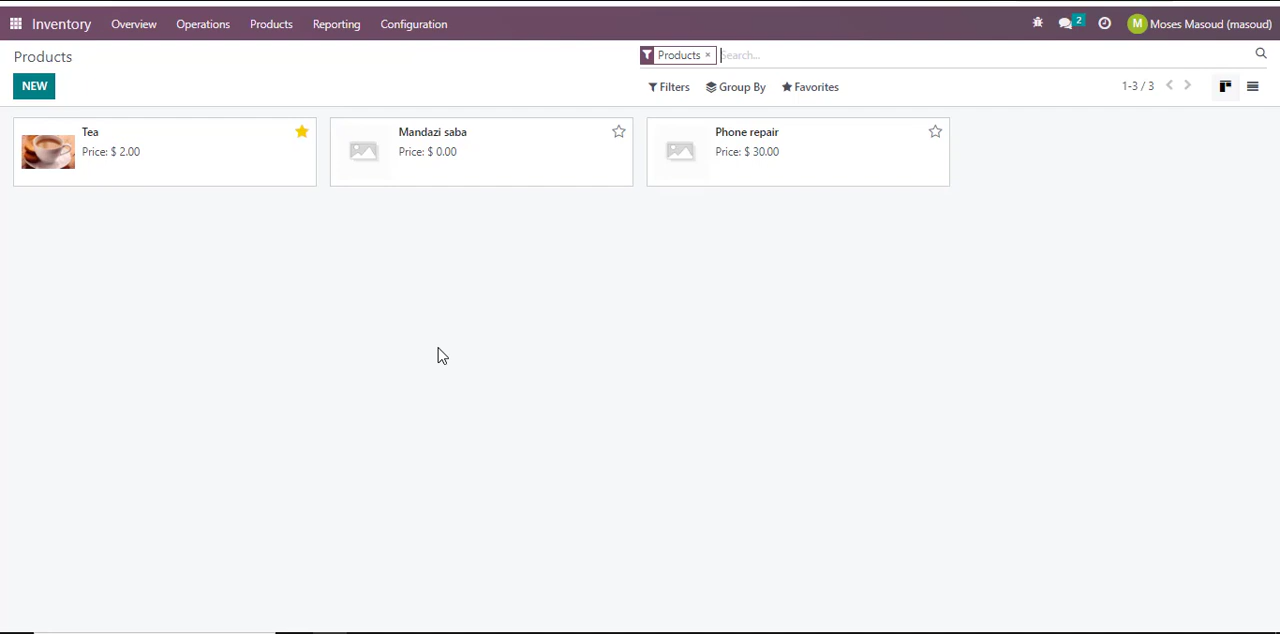 Inventory Overview Operations Products Reporting Configuration 2 M Moses Masoud (masoud)
Products
Products × Search...
NEW
Filters Group By Favorites 1-3 / 3
Tea
Price: $ 2.00
Mandazi saba
Price: $ 0.00
Phone repair
Price: $ 30.00